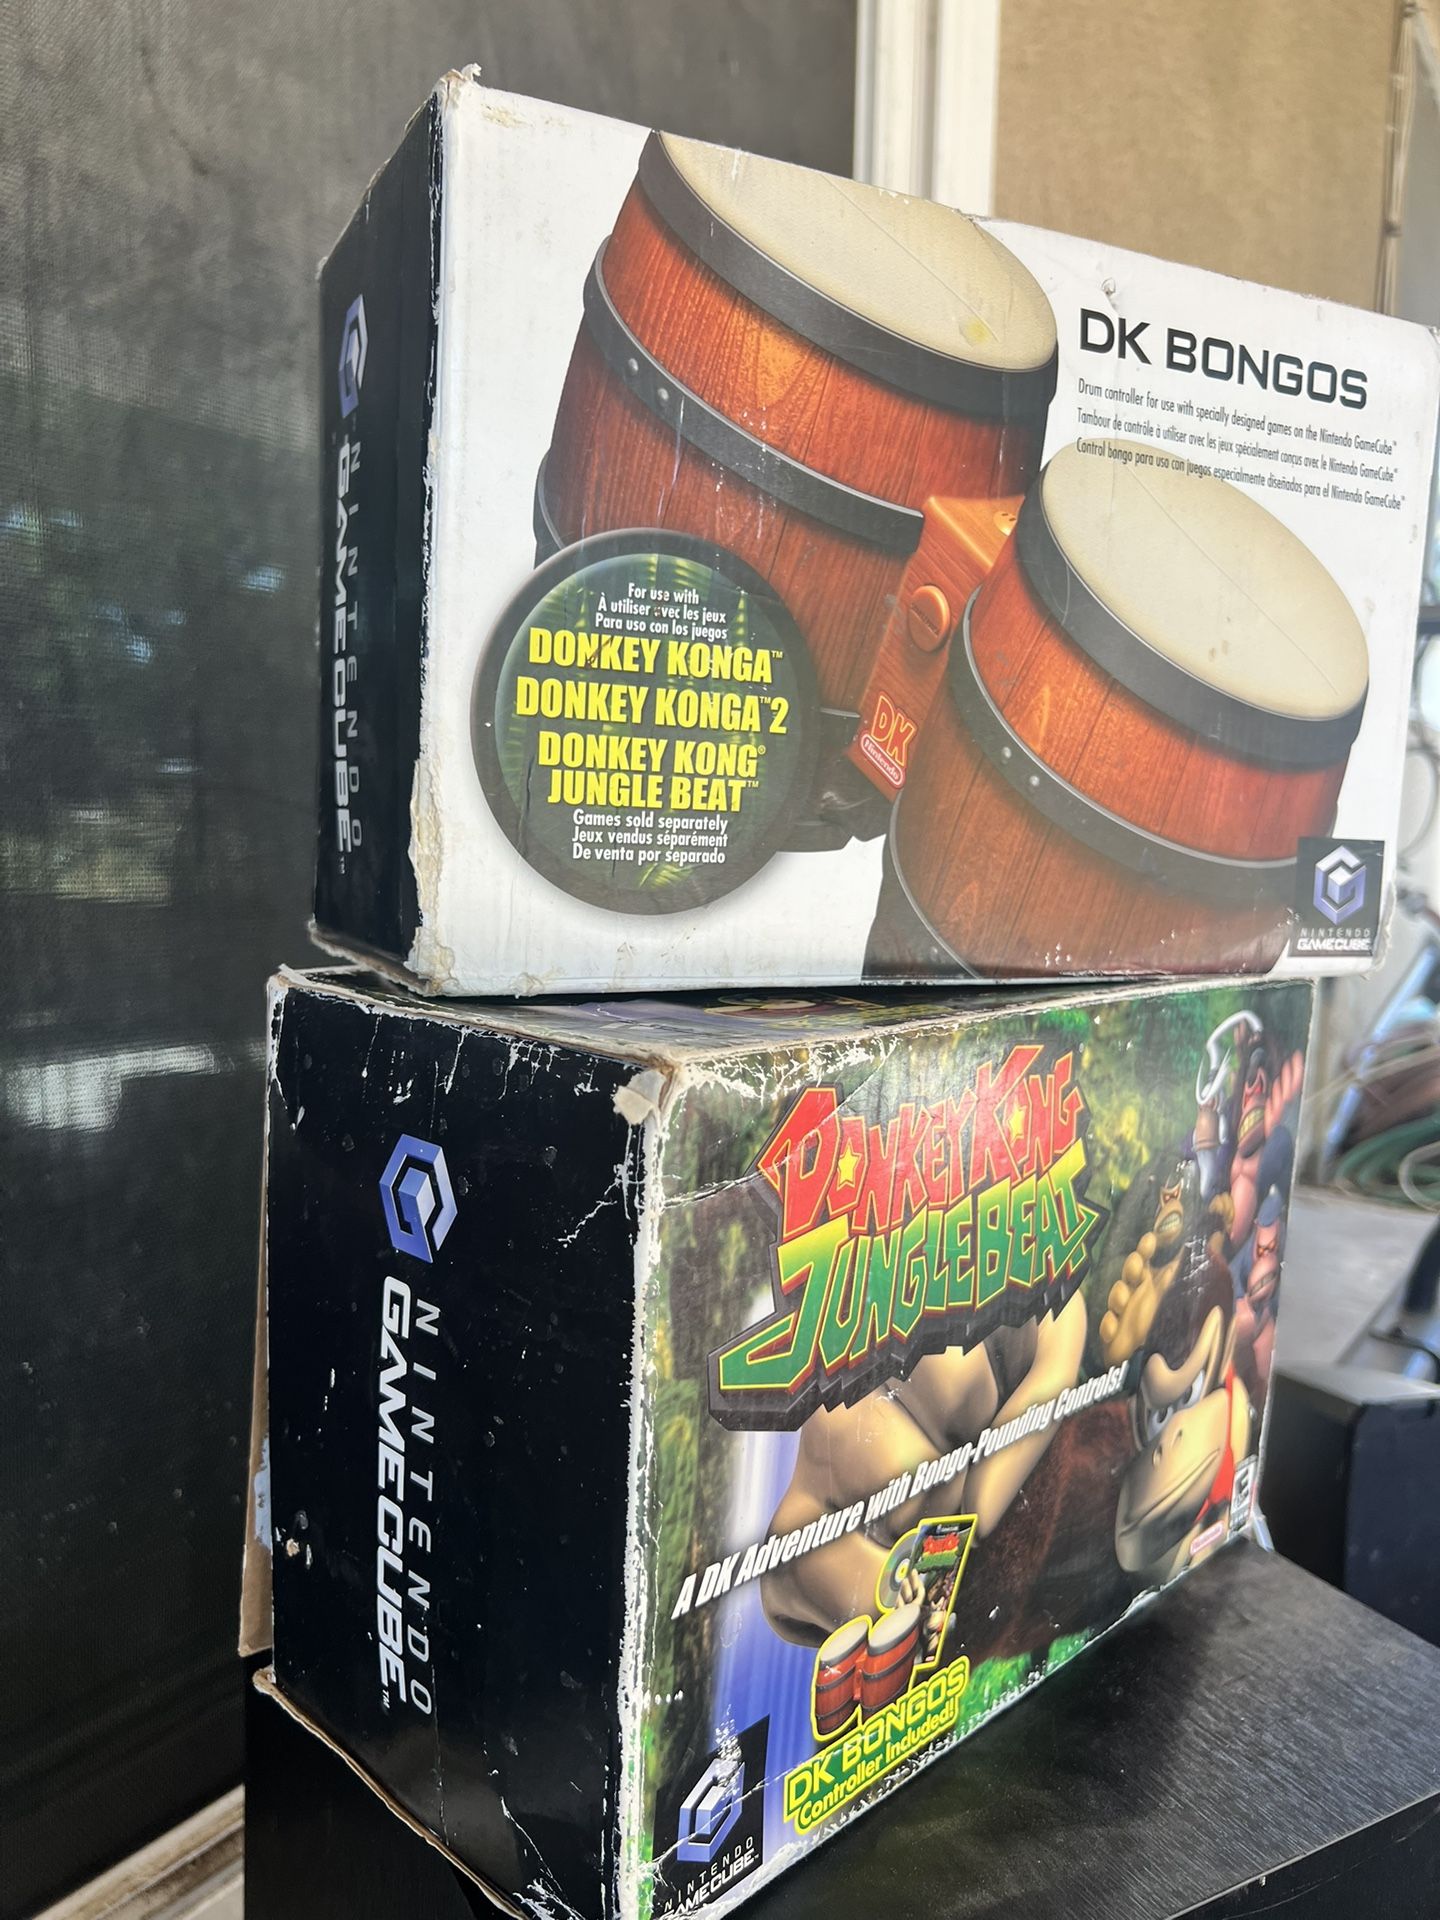 DK BONGOS
Drum controller for use with specially designed games on the Nintendo GameCube™
Tambour de contrôle à utiliser avec les jeux spécialement conçus avec le Nintendo GameCube™
Control bongo para uso con juegos especialmente diseñados para el Nintendo GameCube™
For use with
À utiliser avec les jeux
Para uso con los juegos
DONKEY KONGA™
DONKEY KONGA™2
DONKEY KONG®
JUNGLE BEAT™
Games sold separately
Jeux vendus séparément
De venta por separado
DK
Nintendo
NINTENDO
GAMECUBE
NINTENDO
GAMECUBE™
DONKEY KONG
JUNGLE BEAT
A DK Adventure with Bongo-Pounding Controls!
DK BONGOS
Controller Included!
NINTENDO
GAMECUBE™
NINTENDO
GAMECUBE™
Nintendo
E